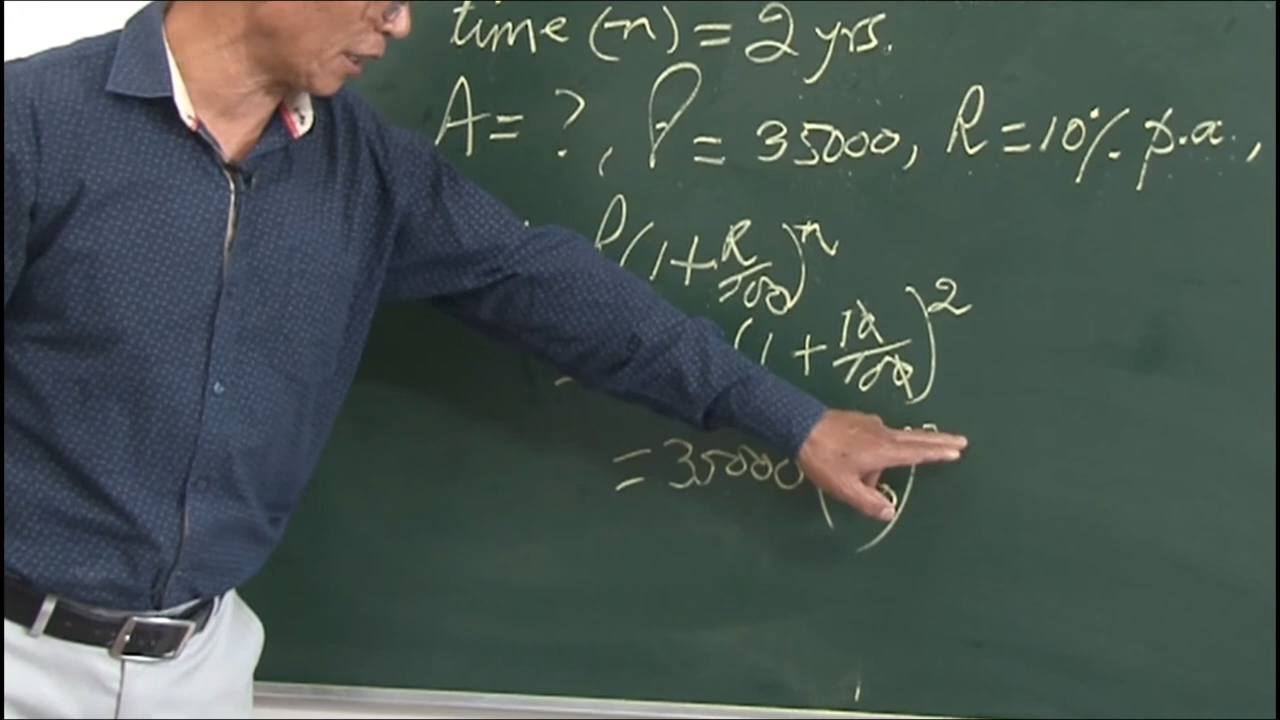 time (n) = 2 yrs.
A = ?, P = 35000, R = 10% p.a.,
P(1+R/100)^n
(1+10/100)^2
= 35000 ( )